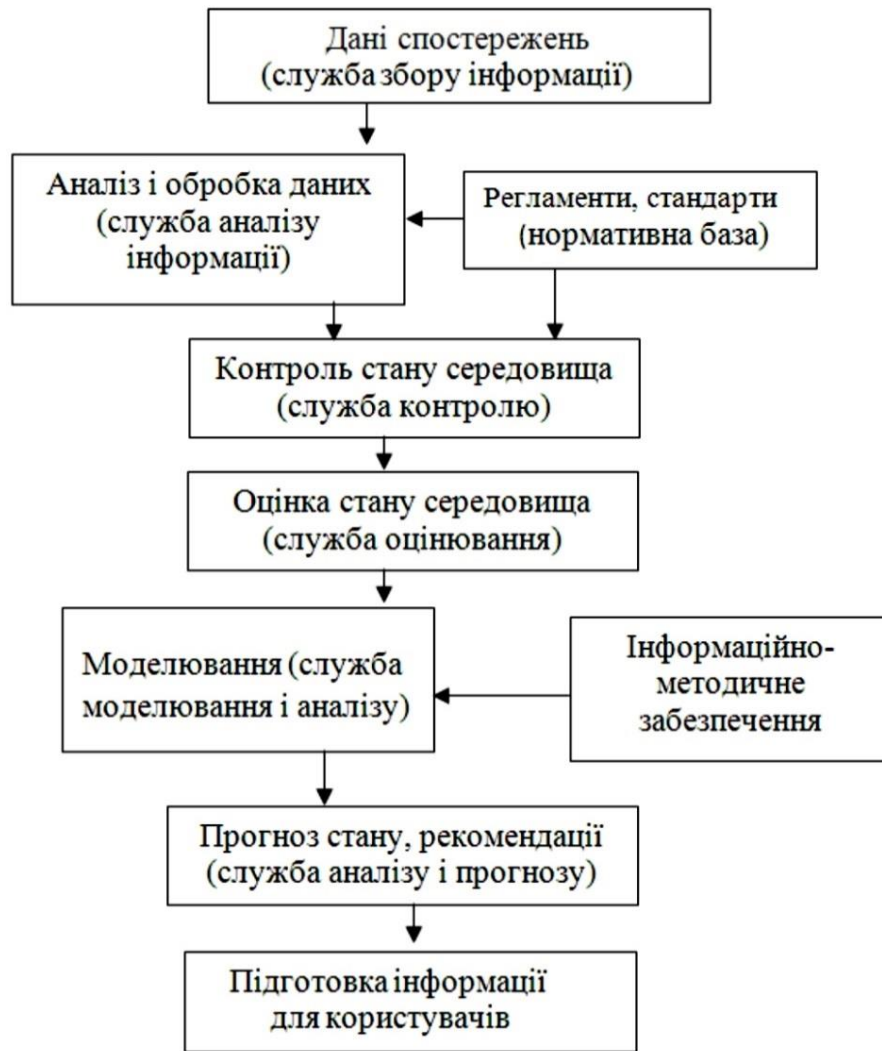 Дані спостережень
(служба збору інформації)
Аналіз і обробка даних
(служба аналізу
інформації)
Регламенти, стандарти
(нормативна база)
Контроль стану середовища
(служба контролю)
Оцінка стану середовища
(служба оцінювання)
Моделювання (служба
моделювання і аналізу)
Інформаційно-
методичне
забезпечення
Прогноз стану, рекомендації
(служба аналізу і прогнозу)
Підготовка інформації
для користувачів